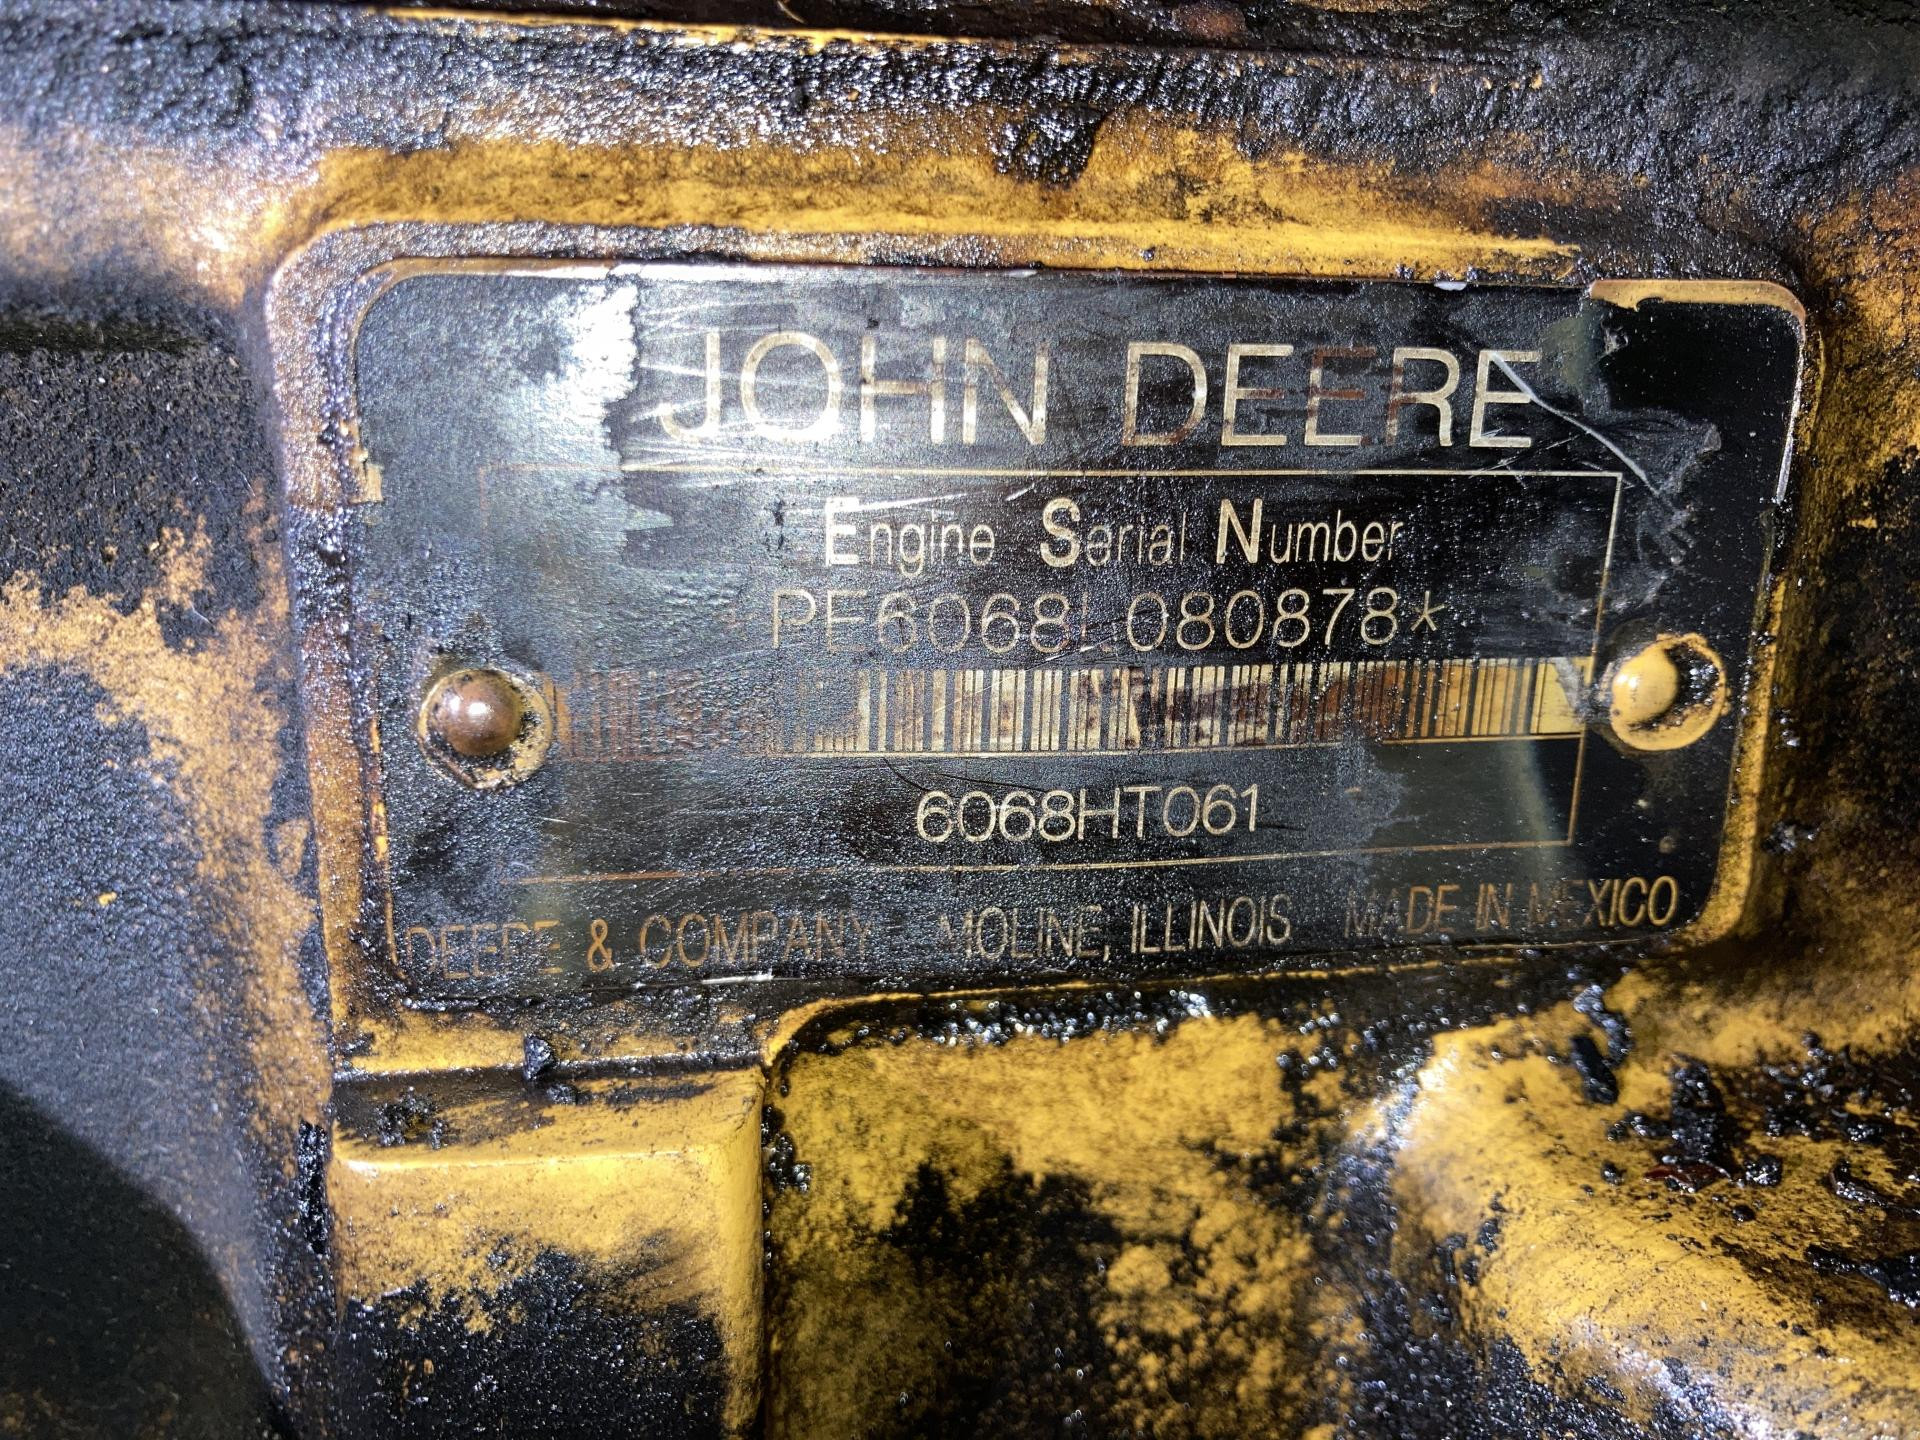 JOHN DEERE
Engine Serial Number
PE6068L080878*
6068HT061
DEERE & COMPANY MOLINE, ILLINOIS MADE IN MEXICO